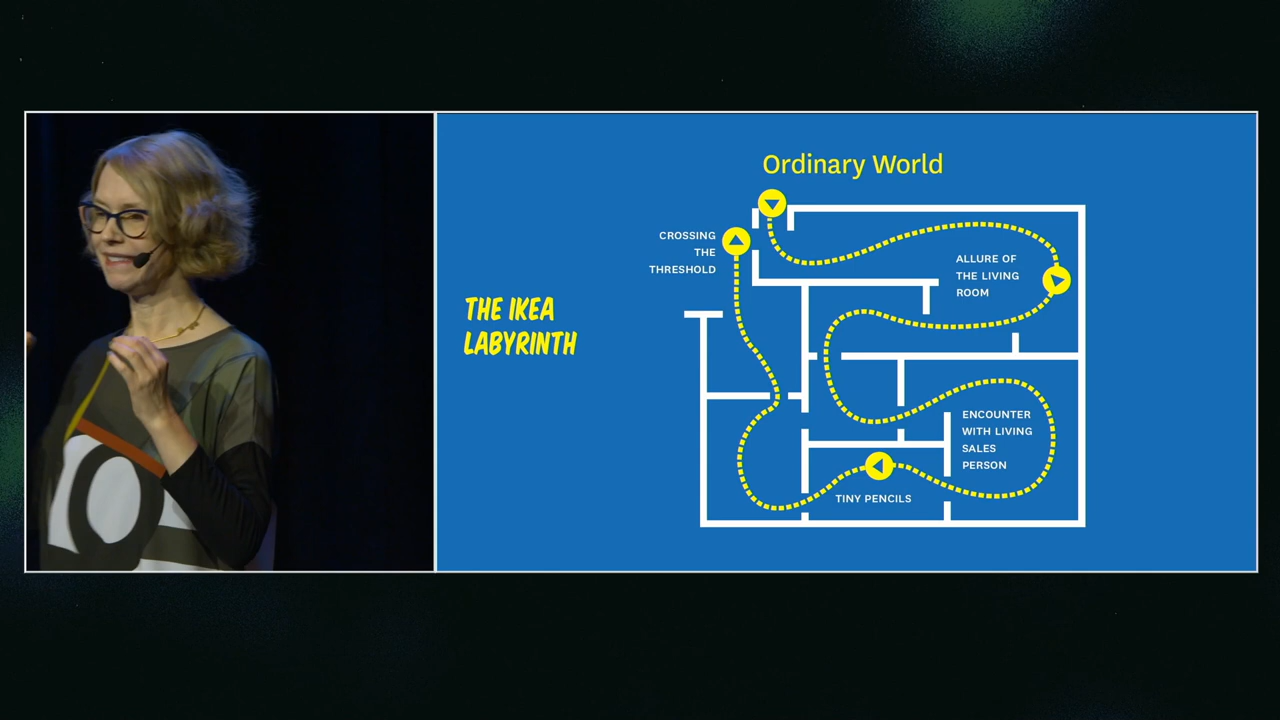 Ordinary World
CROSSING
THE
THRESHOLD
ALLURE OF
THE LIVING
ROOM
THE IKEA
LABYRINTH
ENCOUNTER
WITH LIVING
SALES
PERSON
TINY PENCILS